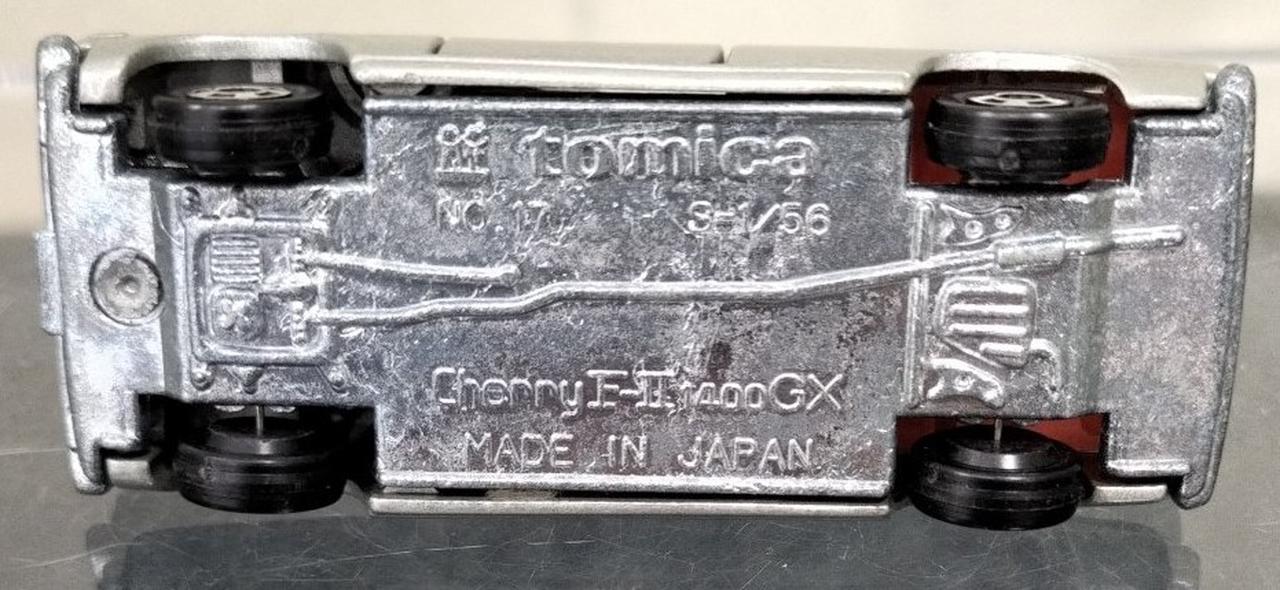 tomica
NO. 17 S=1/56
Cherry F-II 1400GX
MADE IN JAPAN